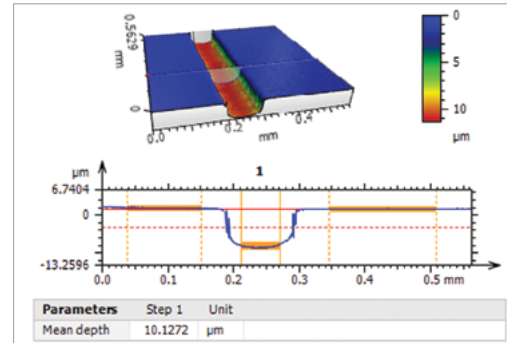 0.5629
mm
0
0.0
0.2
0.4
mm
0
5
10
µm
µm
1
6.7404
0
-13.2596
0.0 0.1 0.2 0.3 0.4 0.5 mm
Parameters Step 1 Unit
Mean depth 10.1272 µm